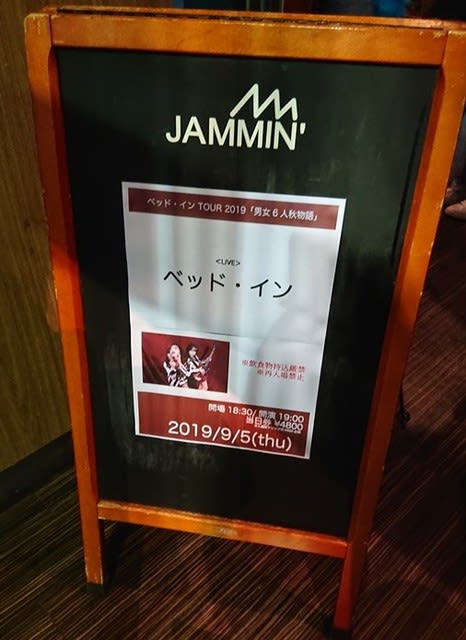 JAMMIN'
ベッド・イン TOUR 2019「男女6人秋物語」
<LIVE>
ベッド・イン
※飲食物持込厳禁
※再入場禁止
開場 18:30/ 開演 19:00
当日券 ¥4800
2019/9/5(thu)